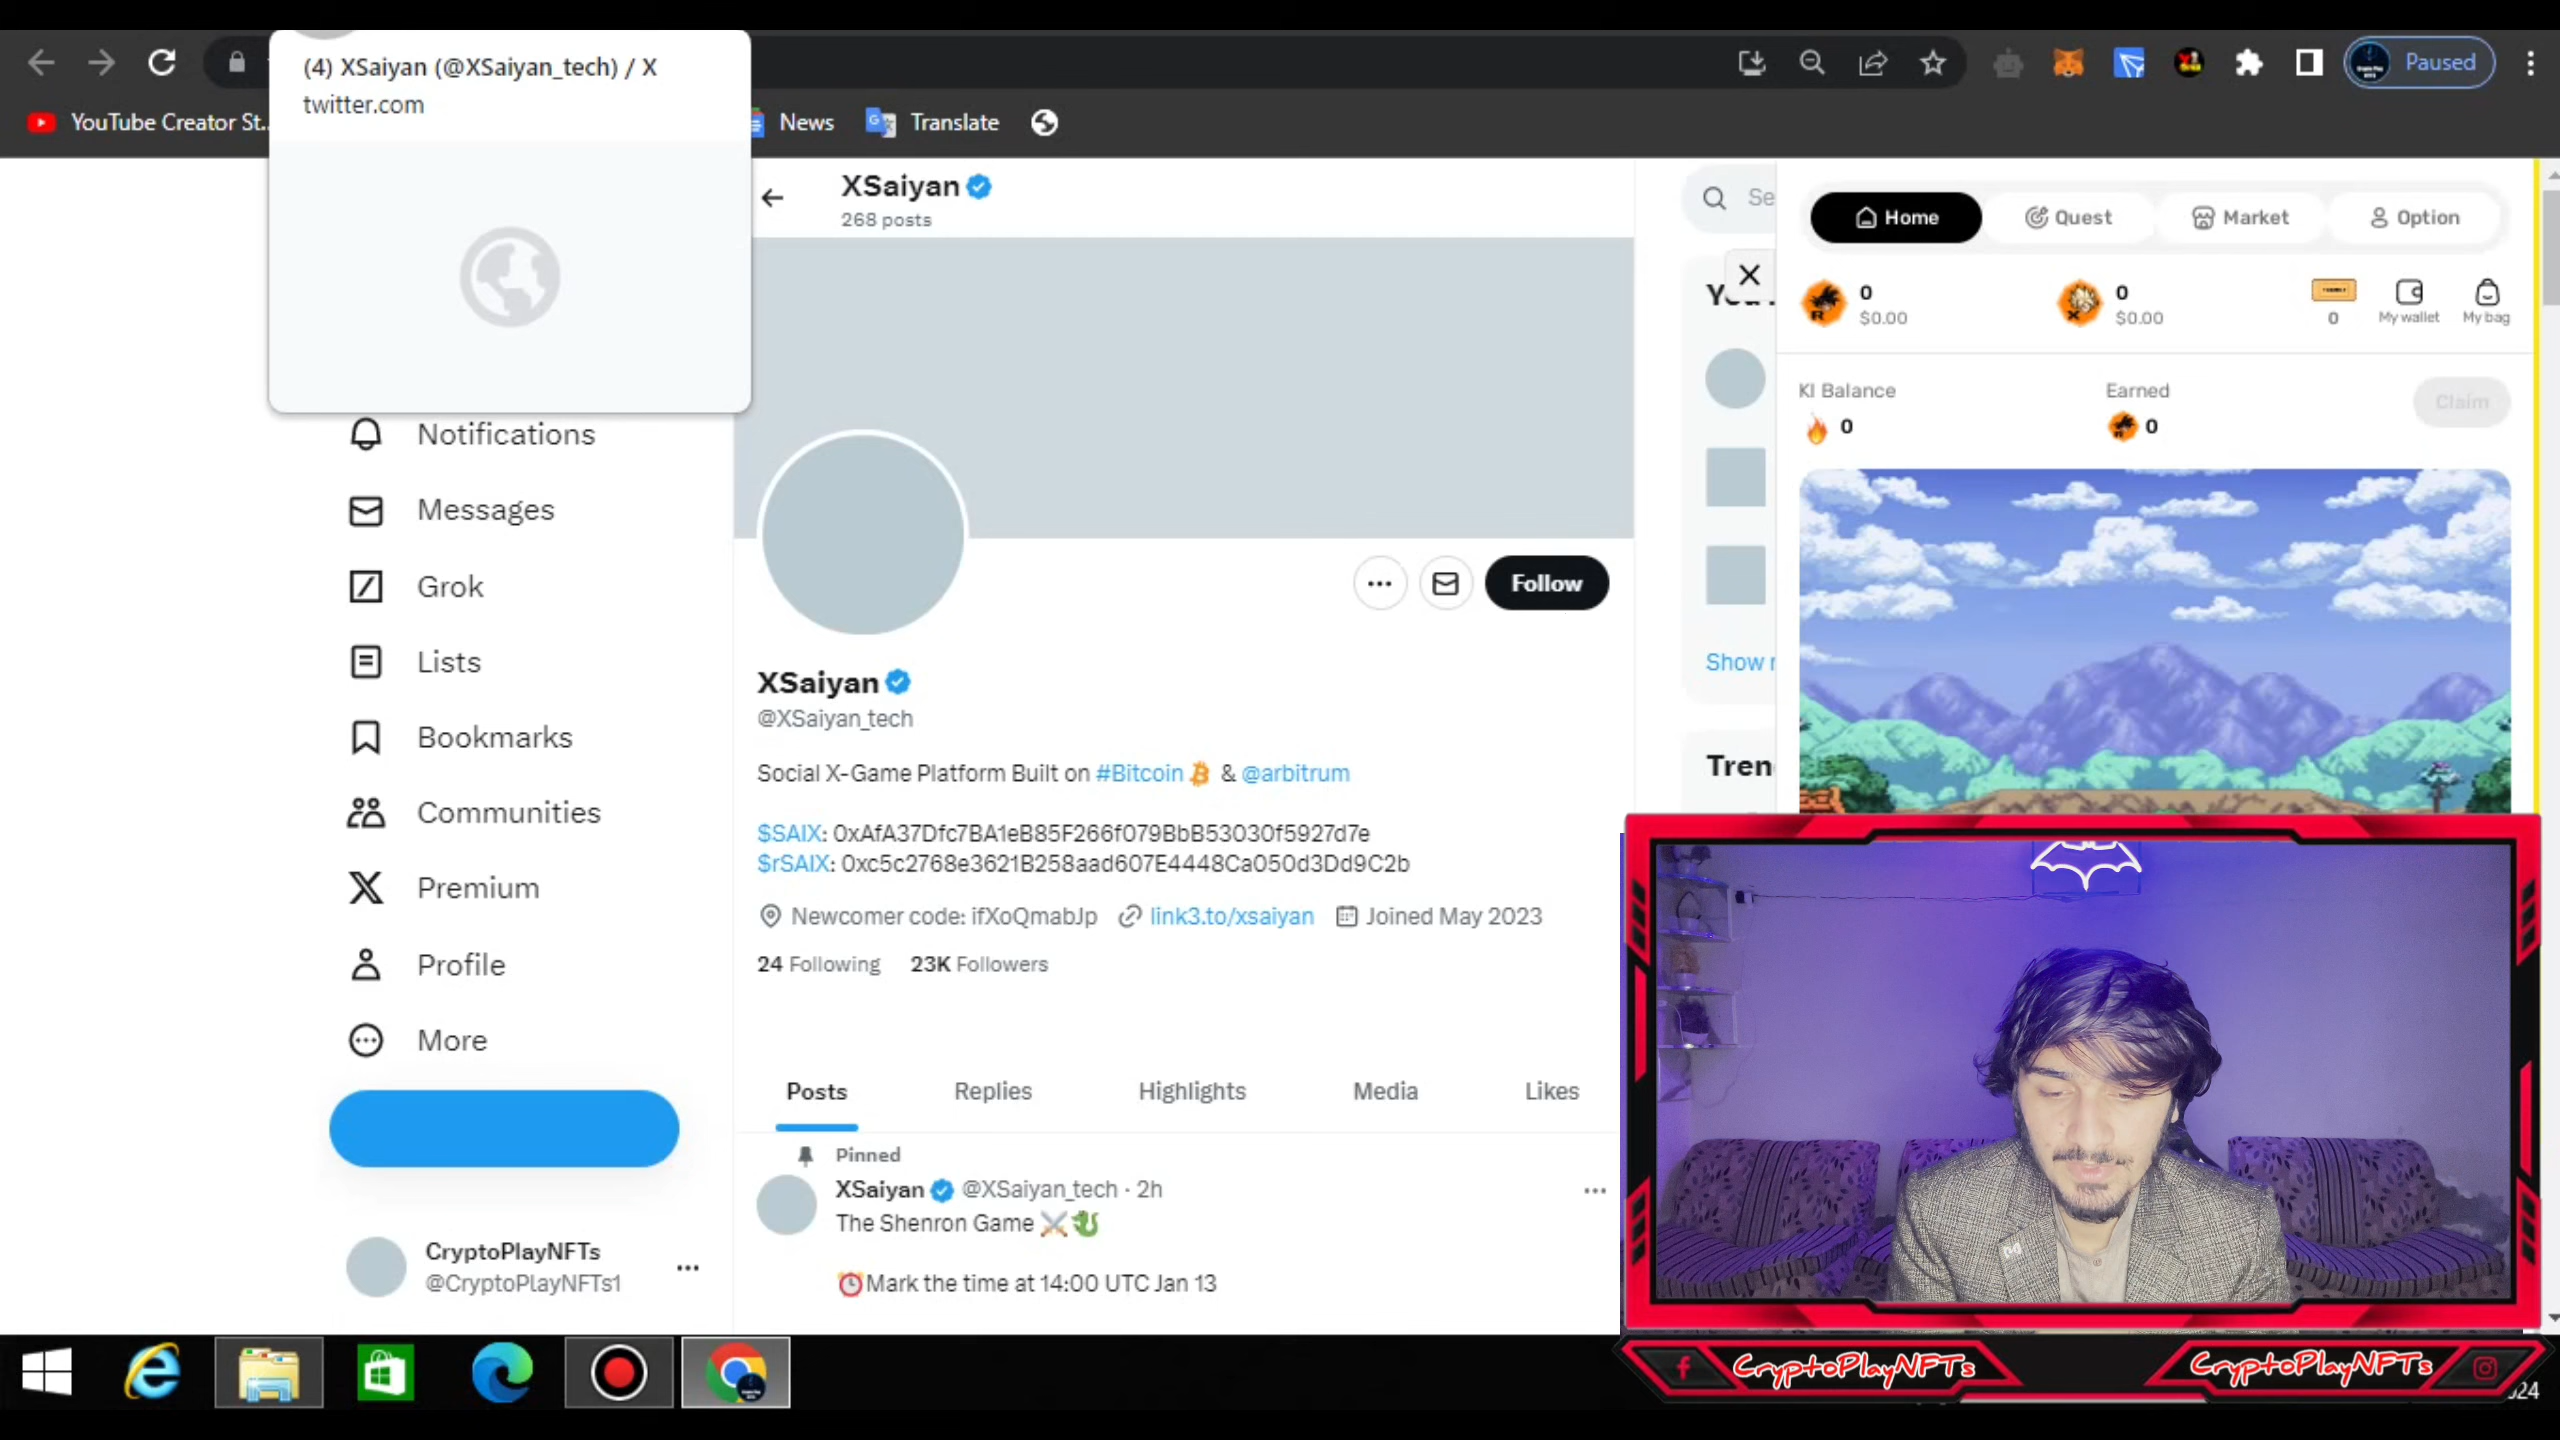 (4) XSaiyan (@XSaiyan_tech) / X
twitter.com
Paused
YouTube Creator St...
News
Translate
XSaiyan
268 posts
Notifications
Messages
Grok
Lists
Bookmarks
Communities
Premium
Profile
More
CryptoPlayNFTs
@CryptoPlayNFTs1
Follow
XSaiyan
@XSaiyan_tech
Social X-Game Platform Built on #Bitcoin & @arbitrum
$SAIX: 0xAfA37Dfc7BA1eB85F266f079BbB53030f5927d7e
$rSAIX: 0xc5c2768e3621B258aad607E4448Ca050d3Dd9C2b
Newcomer code: ifXoQmabJp link3.to/xsaiyan Joined May 2023
24 Following 23K Followers
Posts Replies Highlights Media Likes
Pinned
XSaiyan @XSaiyan_tech · 2h
The Shenron Game ⚔️🐉
⏰Mark the time at 14:00 UTC Jan 13
Se
Show
Tren
Home Quest Market Option
0
$0.00
0
$0.00
0
My wallet
My bag
KI Balance
0
Earned
0
Claim
CryptoPlayNFTs
CryptoPlayNFTs
024